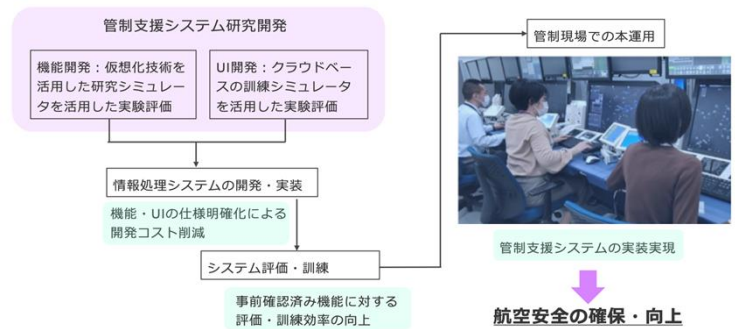 管制支援システム研究開発
機能開発：仮想化技術を
活用した研究シミュレー
タを活用した実験評価
UI開発：クラウドベー
スの訓練シミュレータ
を活用した実験評価
情報処理システムの開発・実装
機能・UIの仕様明確化による
開発コスト削減
システム評価・訓練
事前確認済み機能に対する
評価・訓練効率の向上
管制現場での本運用
管制支援システムの実装実現
航空安全の確保・向上